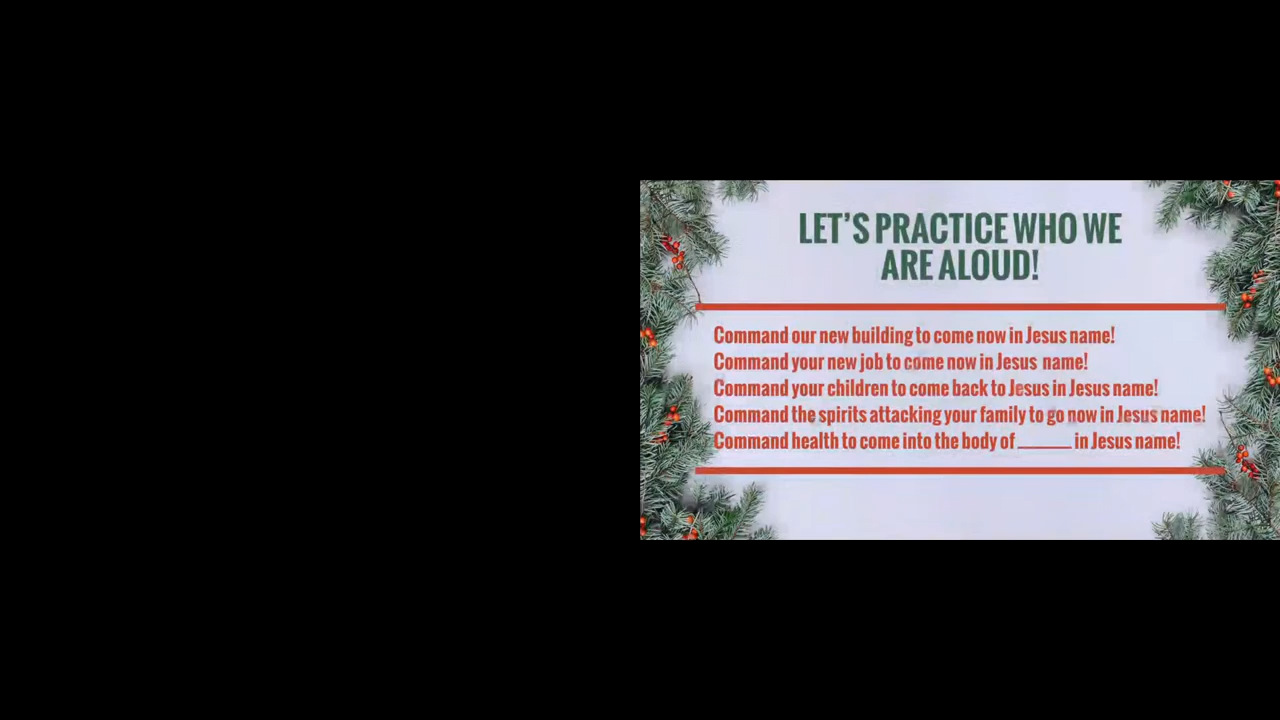 LET'S PRACTICE WHO WE
ARE ALOUD!
Command our new building to come now in Jesus name!
Command your new job to come now in Jesus name!
Command your children to come back to Jesus in Jesus name!
Command the spirits attacking your family to go now in Jesus name!
Command health to come into the body of ______ in Jesus name!